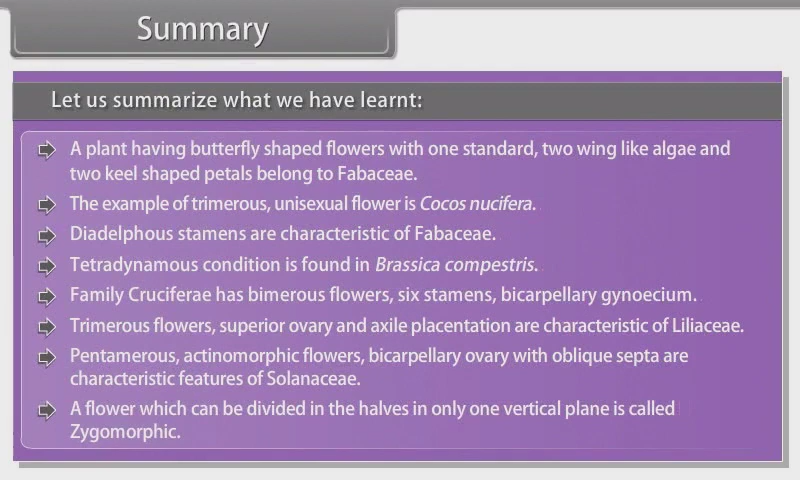 Summary
Let us summarize what we have learnt:
A plant having butterfly shaped flowers with one standard, two wing like algae and
two keel shaped petals belong to Fabaceae.
The example of trimerous, unisexual flower is Cocos nucifera.
Diadelphous stamens are characteristic of Fabaceae.
Tetradynamous condition is found in Brassica compestris.
Family Cruciferae has bimerous flowers, six stamens, bicarpellary gynoecium.
Trimerous flowers, superior ovary and axile placentation are characteristic of Liliaceae.
Pentamerous, actinomorphic flowers, bicarpellary ovary with oblique septa are
characteristic features of Solanaceae.
A flower which can be divided in the halves in only one vertical plane is called
Zygomorphic.